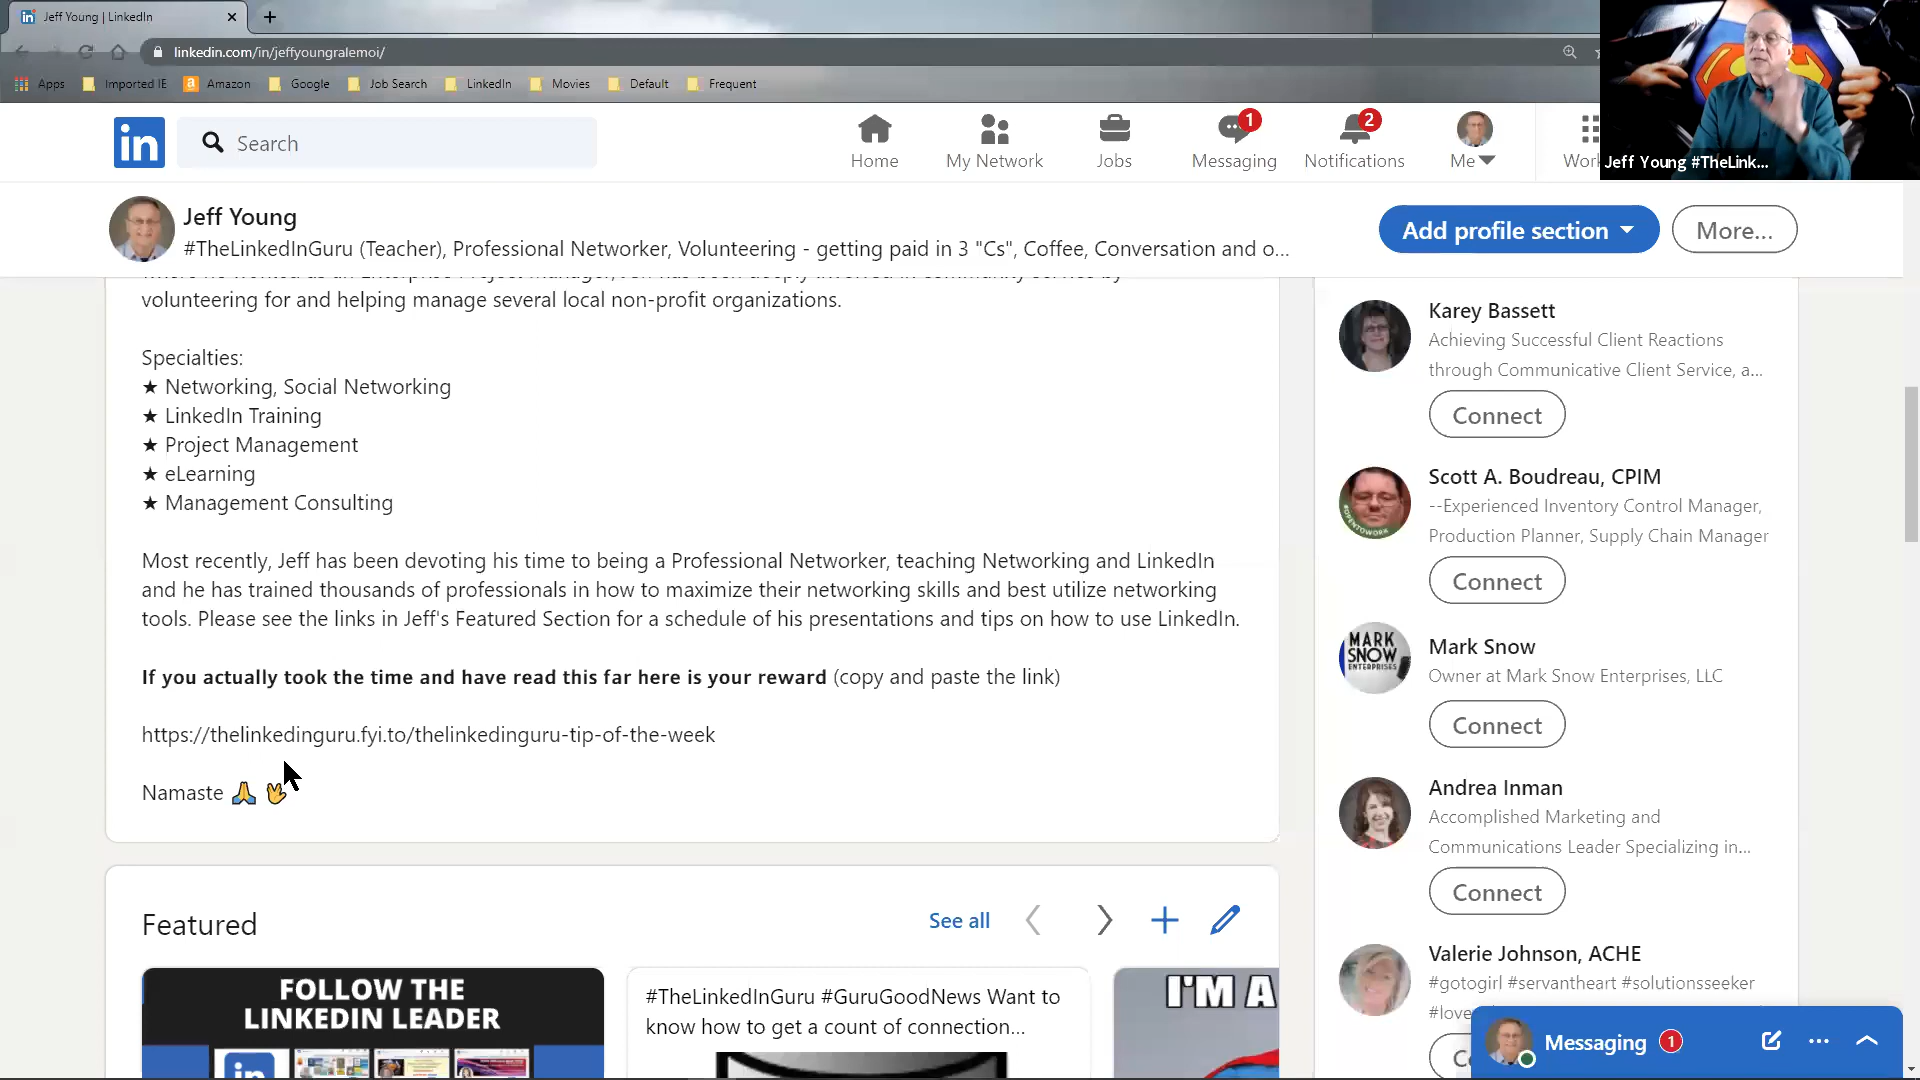 Jeff Young | LinkedIn
linkedin.com/in/jeffyoungralemoi/
Apps
Imported IE
Amazon
Google
Job Search
LinkedIn
Movies
Default
Frequent
Jeff Young #TheLink...
in
Search
Home
My Network
Jobs
1
Messaging
2
Notifications
Me
Jeff Young
#TheLinkedInGuru (Teacher), Professional Networker, Volunteering - getting paid in 3 "Cs", Coffee, Conversation and o...
Add profile section
More...
volunteering for and helping manage several local non-profit organizations.
Specialties:
★ Networking, Social Networking
★ LinkedIn Training
★ Project Management
★ eLearning
★ Management Consulting
Most recently, Jeff has been devoting his time to being a Professional Networker, teaching Networking and LinkedIn
and he has trained thousands of professionals in how to maximize their networking skills and best utilize networking
tools. Please see the links in Jeff's Featured Section for a schedule of his presentations and tips on how to use LinkedIn.
If you actually took the time and have read this far here is your reward (copy and paste the link)
https://thelinkedinguru.fyi.to/thelinkedinguru-tip-of-the-week
Namaste 🙏 🖖
Featured
See all
FOLLOW THE
LINKEDIN LEADER
in
#TheLinkedInGuru #GuruGoodNews Want to
know how to get a count of connection...
I'M A
Karey Bassett
Achieving Successful Client Reactions
through Communicative Client Service, a...
Connect
Scott A. Boudreau, CPIM
--Experienced Inventory Control Manager,
Production Planner, Supply Chain Manager
Connect
#OPENTOWORK
MARK
SNOW
ENTERPRISES
Mark Snow
Owner at Mark Snow Enterprises, LLC
Connect
Andrea Inman
Accomplished Marketing and
Communications Leader Specializing in...
Connect
Valerie Johnson, ACHE
#gotogirl #servantheart #solutionsseeker
#love
Messaging
1